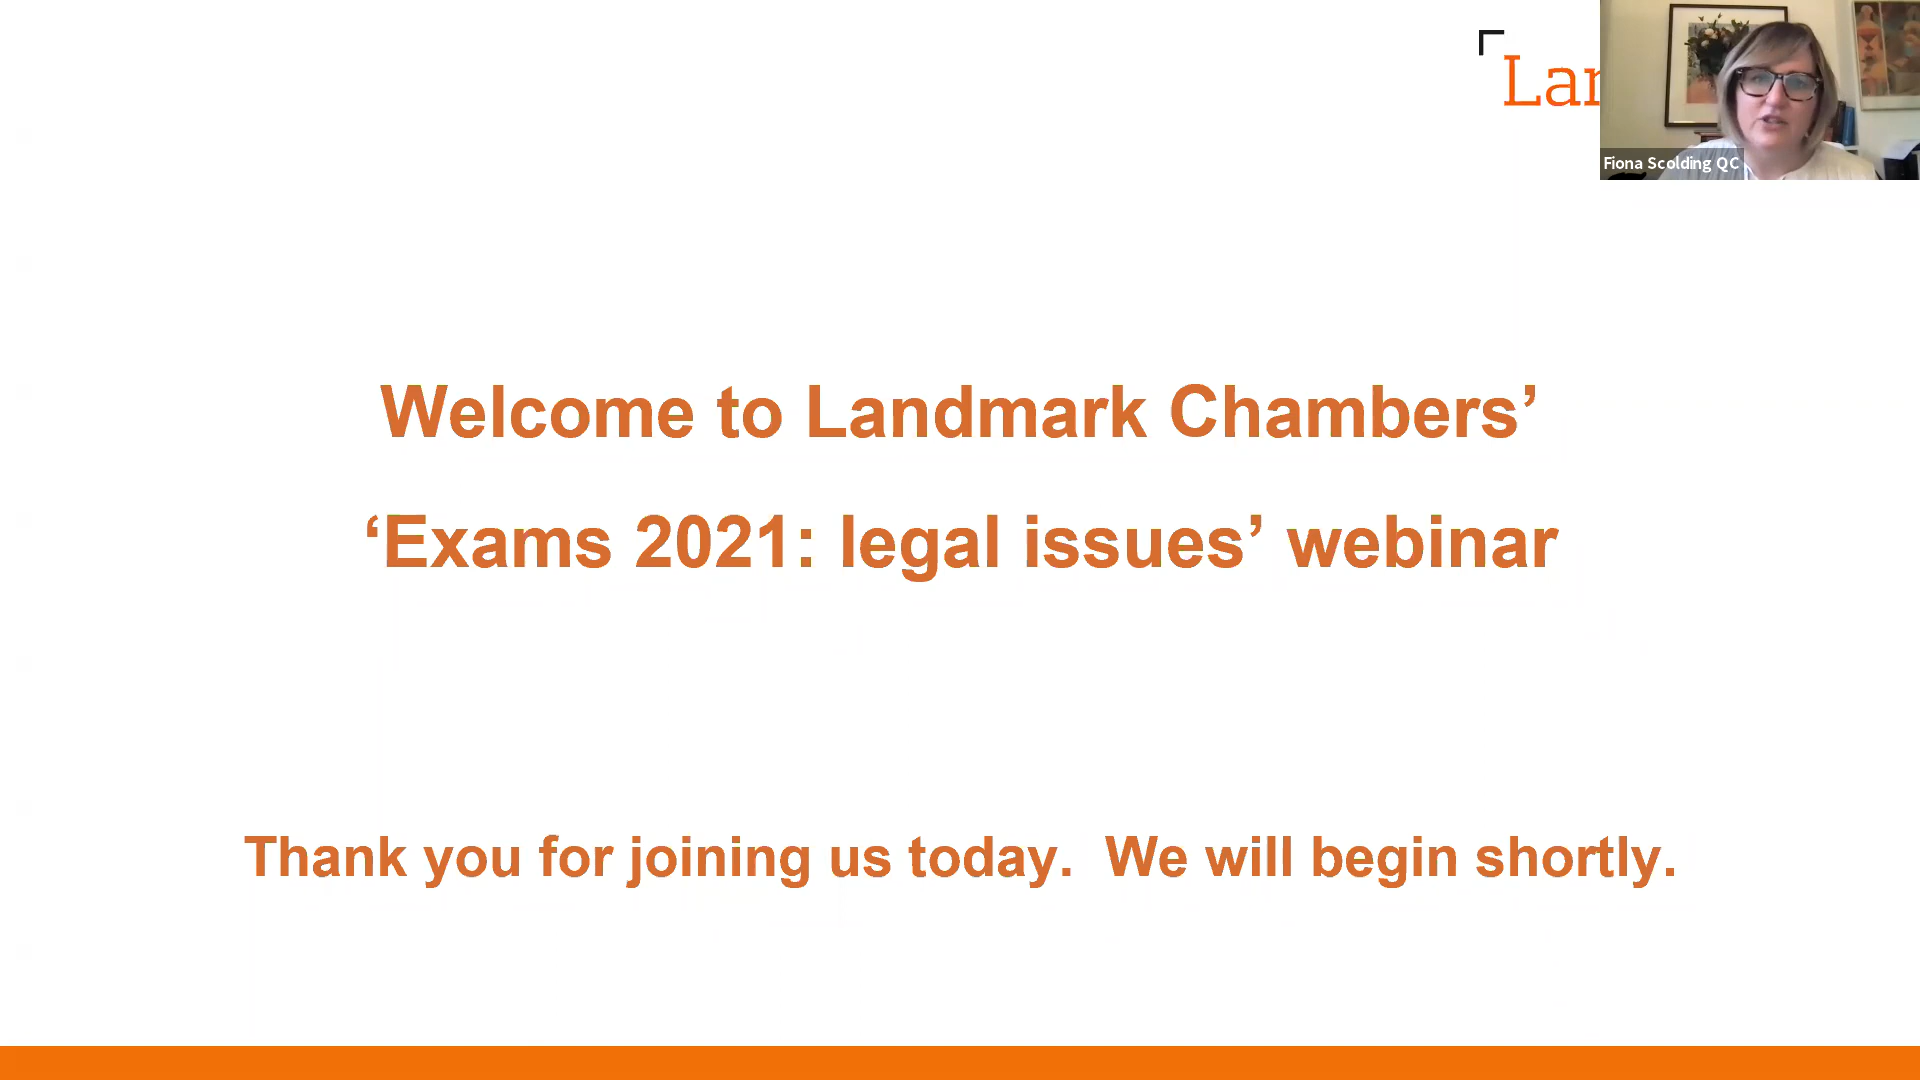 Lar
Fiona Scolding QC
Welcome to Landmark Chambers’
‘Exams 2021: legal issues’ webinar
Thank you for joining us today.  We will begin shortly.